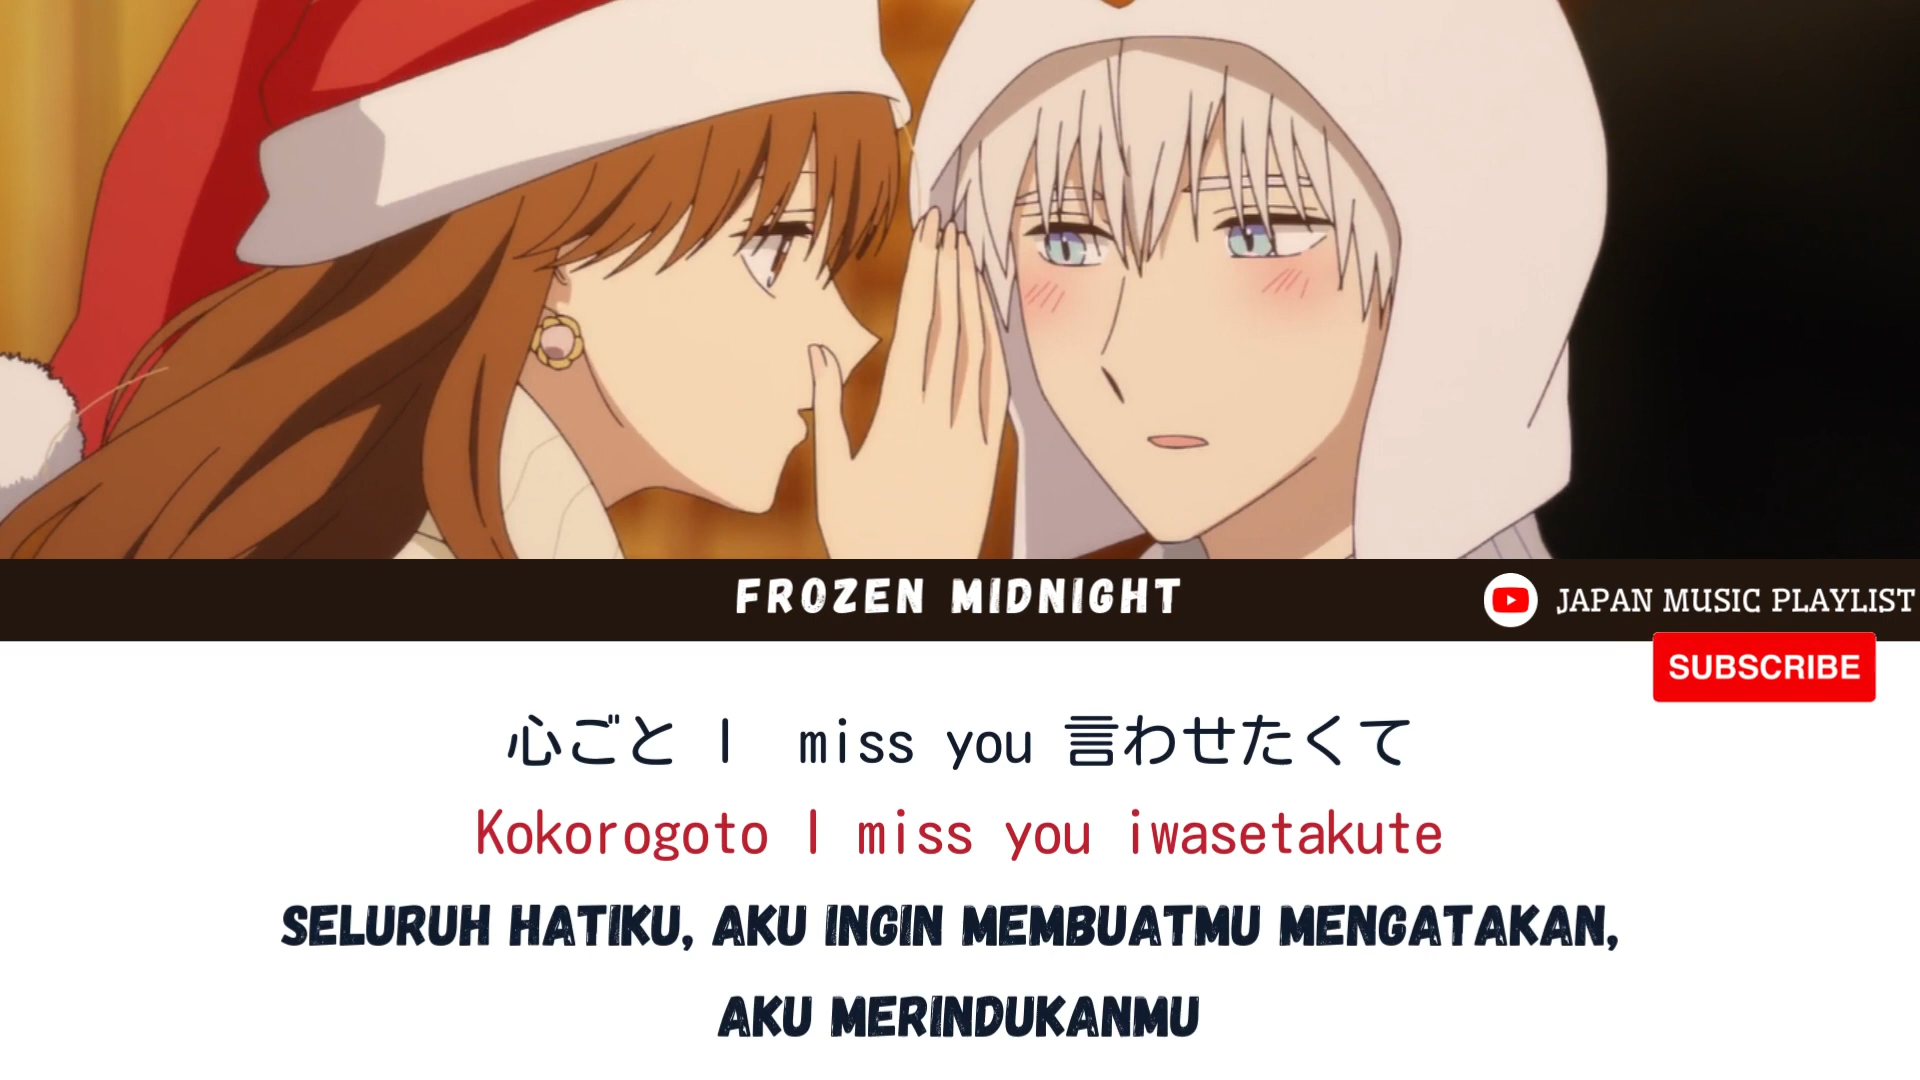 FROZEN MIDNIGHT
JAPAN MUSIC PLAYLIST
SUBSCRIBE
心ごと I miss you 言わせたくて
Kokorogoto I miss you iwasetakute
SELURUH HATIKU, AKU INGIN MEMBUATMU MENGATAKAN,
AKU MERINDUKANMU